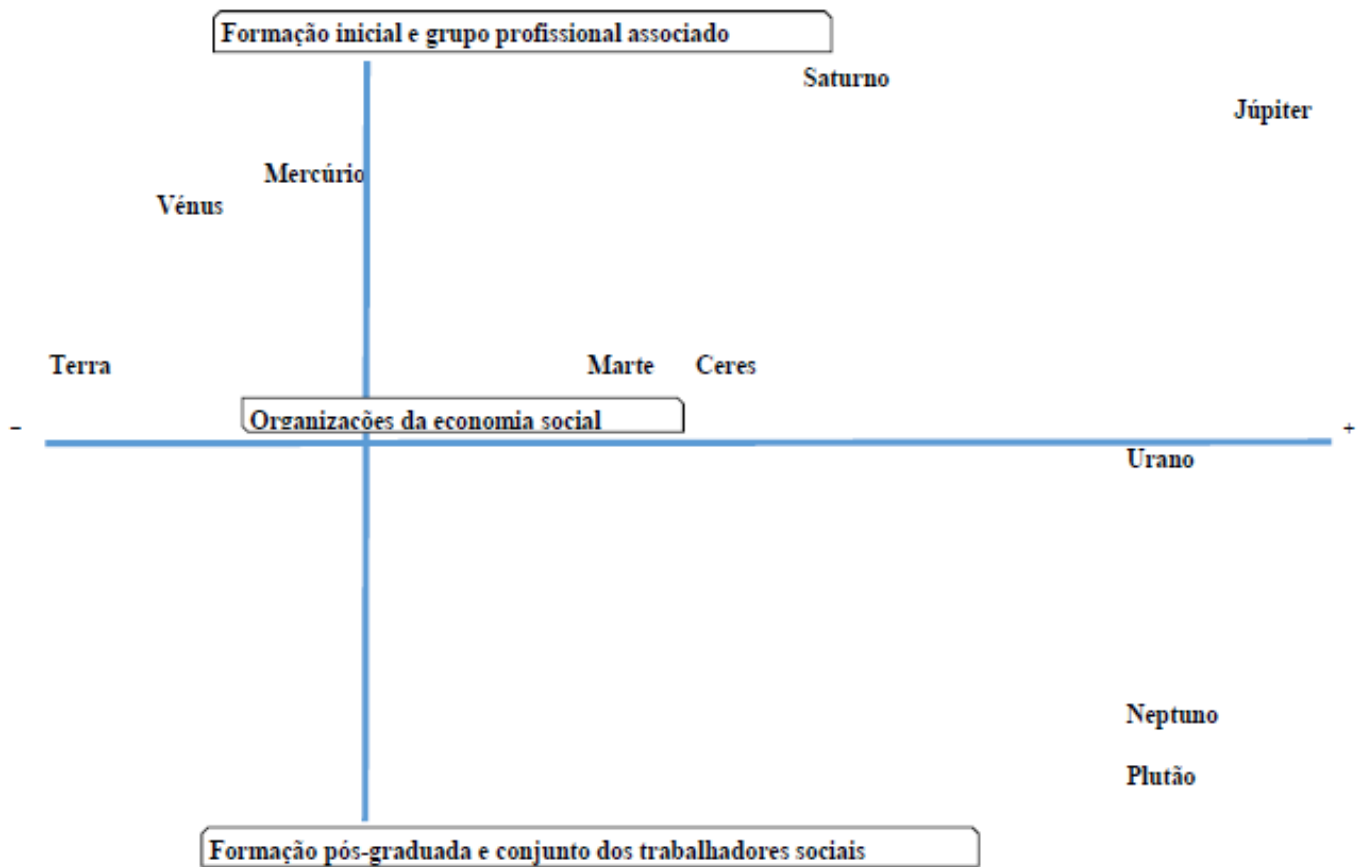 Formação inicial e grupo profissional associado
Saturno
Júpiter
Mercúrio
Vénus
Terra Marte Ceres
Organizações da economia social
– +
Urano
Neptuno
Plutão
Formação pós-graduada e conjunto dos trabalhadores sociais